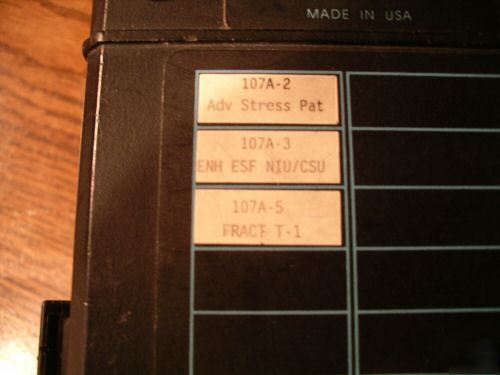 MADE IN USA
107A-2
Adv Stress Pat
107A-3
ENH ESF NIU/CSU
107A-5
FRACT T-1